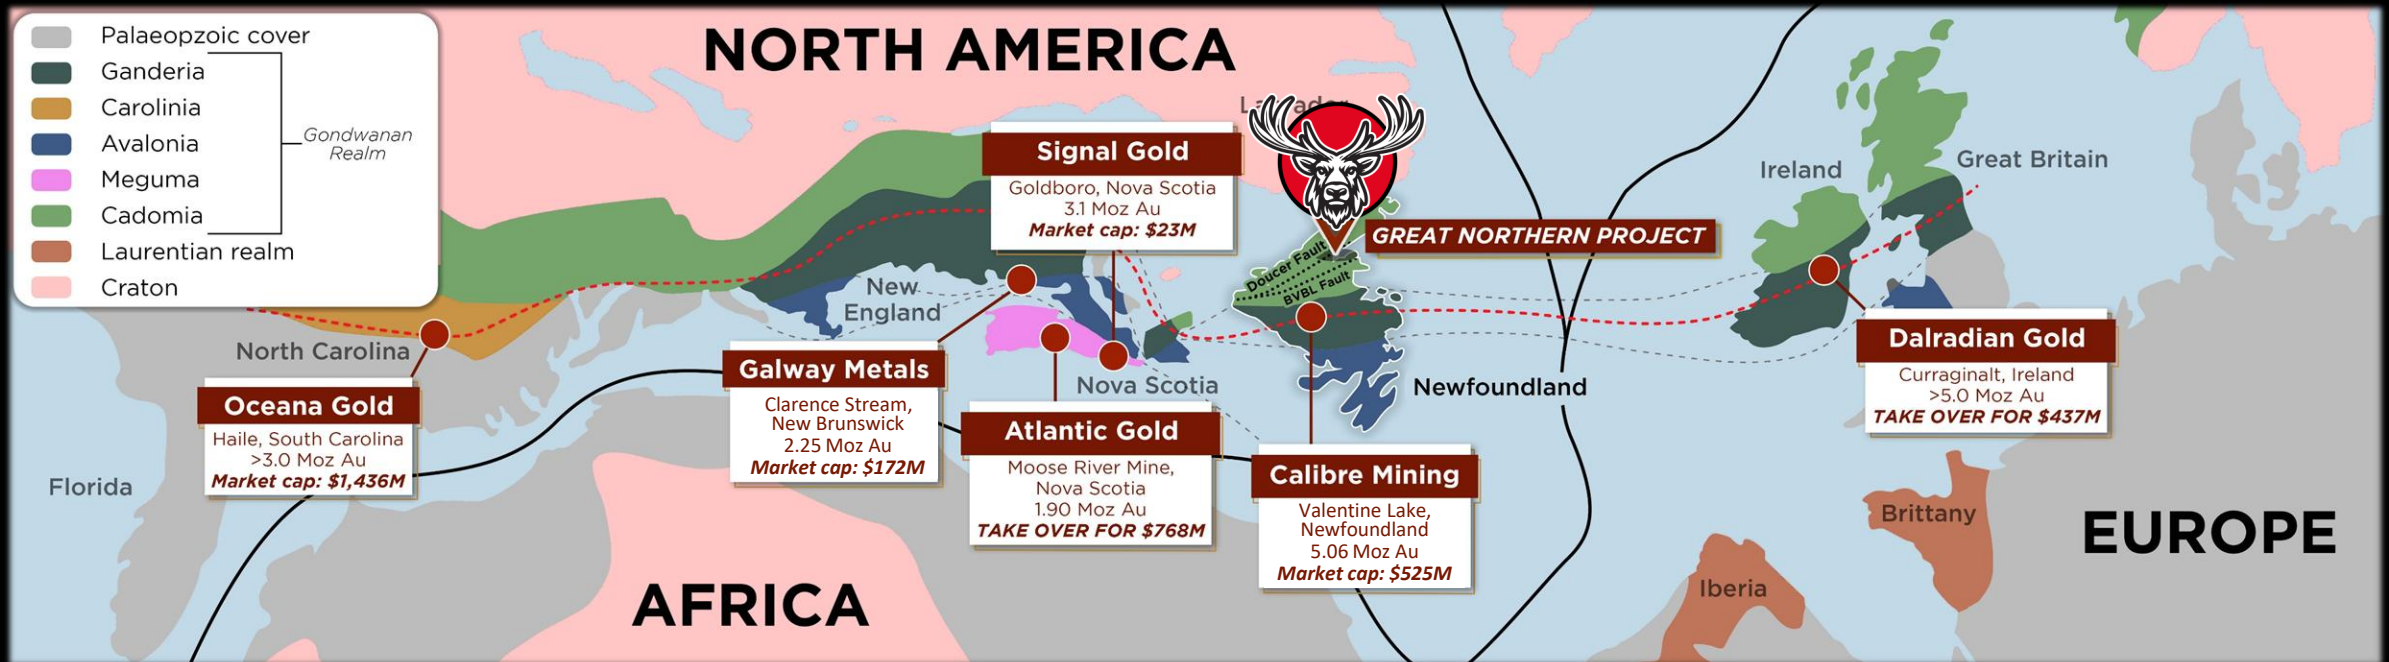 Palaeopzoic cover
Ganderia
Carolinia
Avalonia
Meguma
Cadomia
Laurentian realm
Craton
Gondwanan
Realm
NORTH AMERICA
Signal Gold
Goldboro, Nova Scotia
3.1 Moz Au
Market cap: $23M
GREAT NORTHERN PROJECT
Doucer Fault
BVBL Fault
Ireland
Great Britain
New
England
North Carolina
Oceana Gold
Haile, South Carolina
>3.0 Moz Au
Market cap: $1,436M
Florida
Galway Metals
Clarence Stream,
New Brunswick
2.25 Moz Au
Market cap: $172M
Nova Scotia
Atlantic Gold
Moose River Mine,
Nova Scotia
1.90 Moz Au
TAKE OVER FOR $768M
Newfoundland
Calibre Mining
Valentine Lake,
Newfoundland
5.06 Moz Au
Market cap: $525M
Dalradian Gold
Curraginalt, Ireland
>5.0 Moz Au
TAKE OVER FOR $437M
Brittany
Iberia
EUROPE
AFRICA